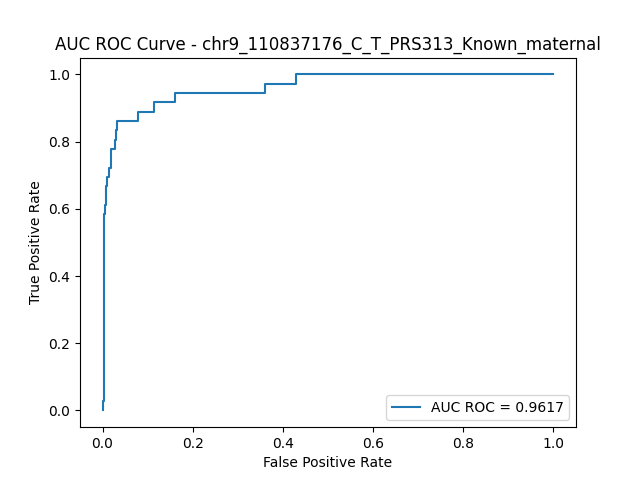 AUC ROC Curve - chr9_110837176_C_T_PRS313_Known_maternal
1.0
0.8
0.6
0.4
0.2
0.0
True Positive Rate
AUC ROC = 0.9617
0.0 0.2 0.4 0.6 0.8 1.0
False Positive Rate